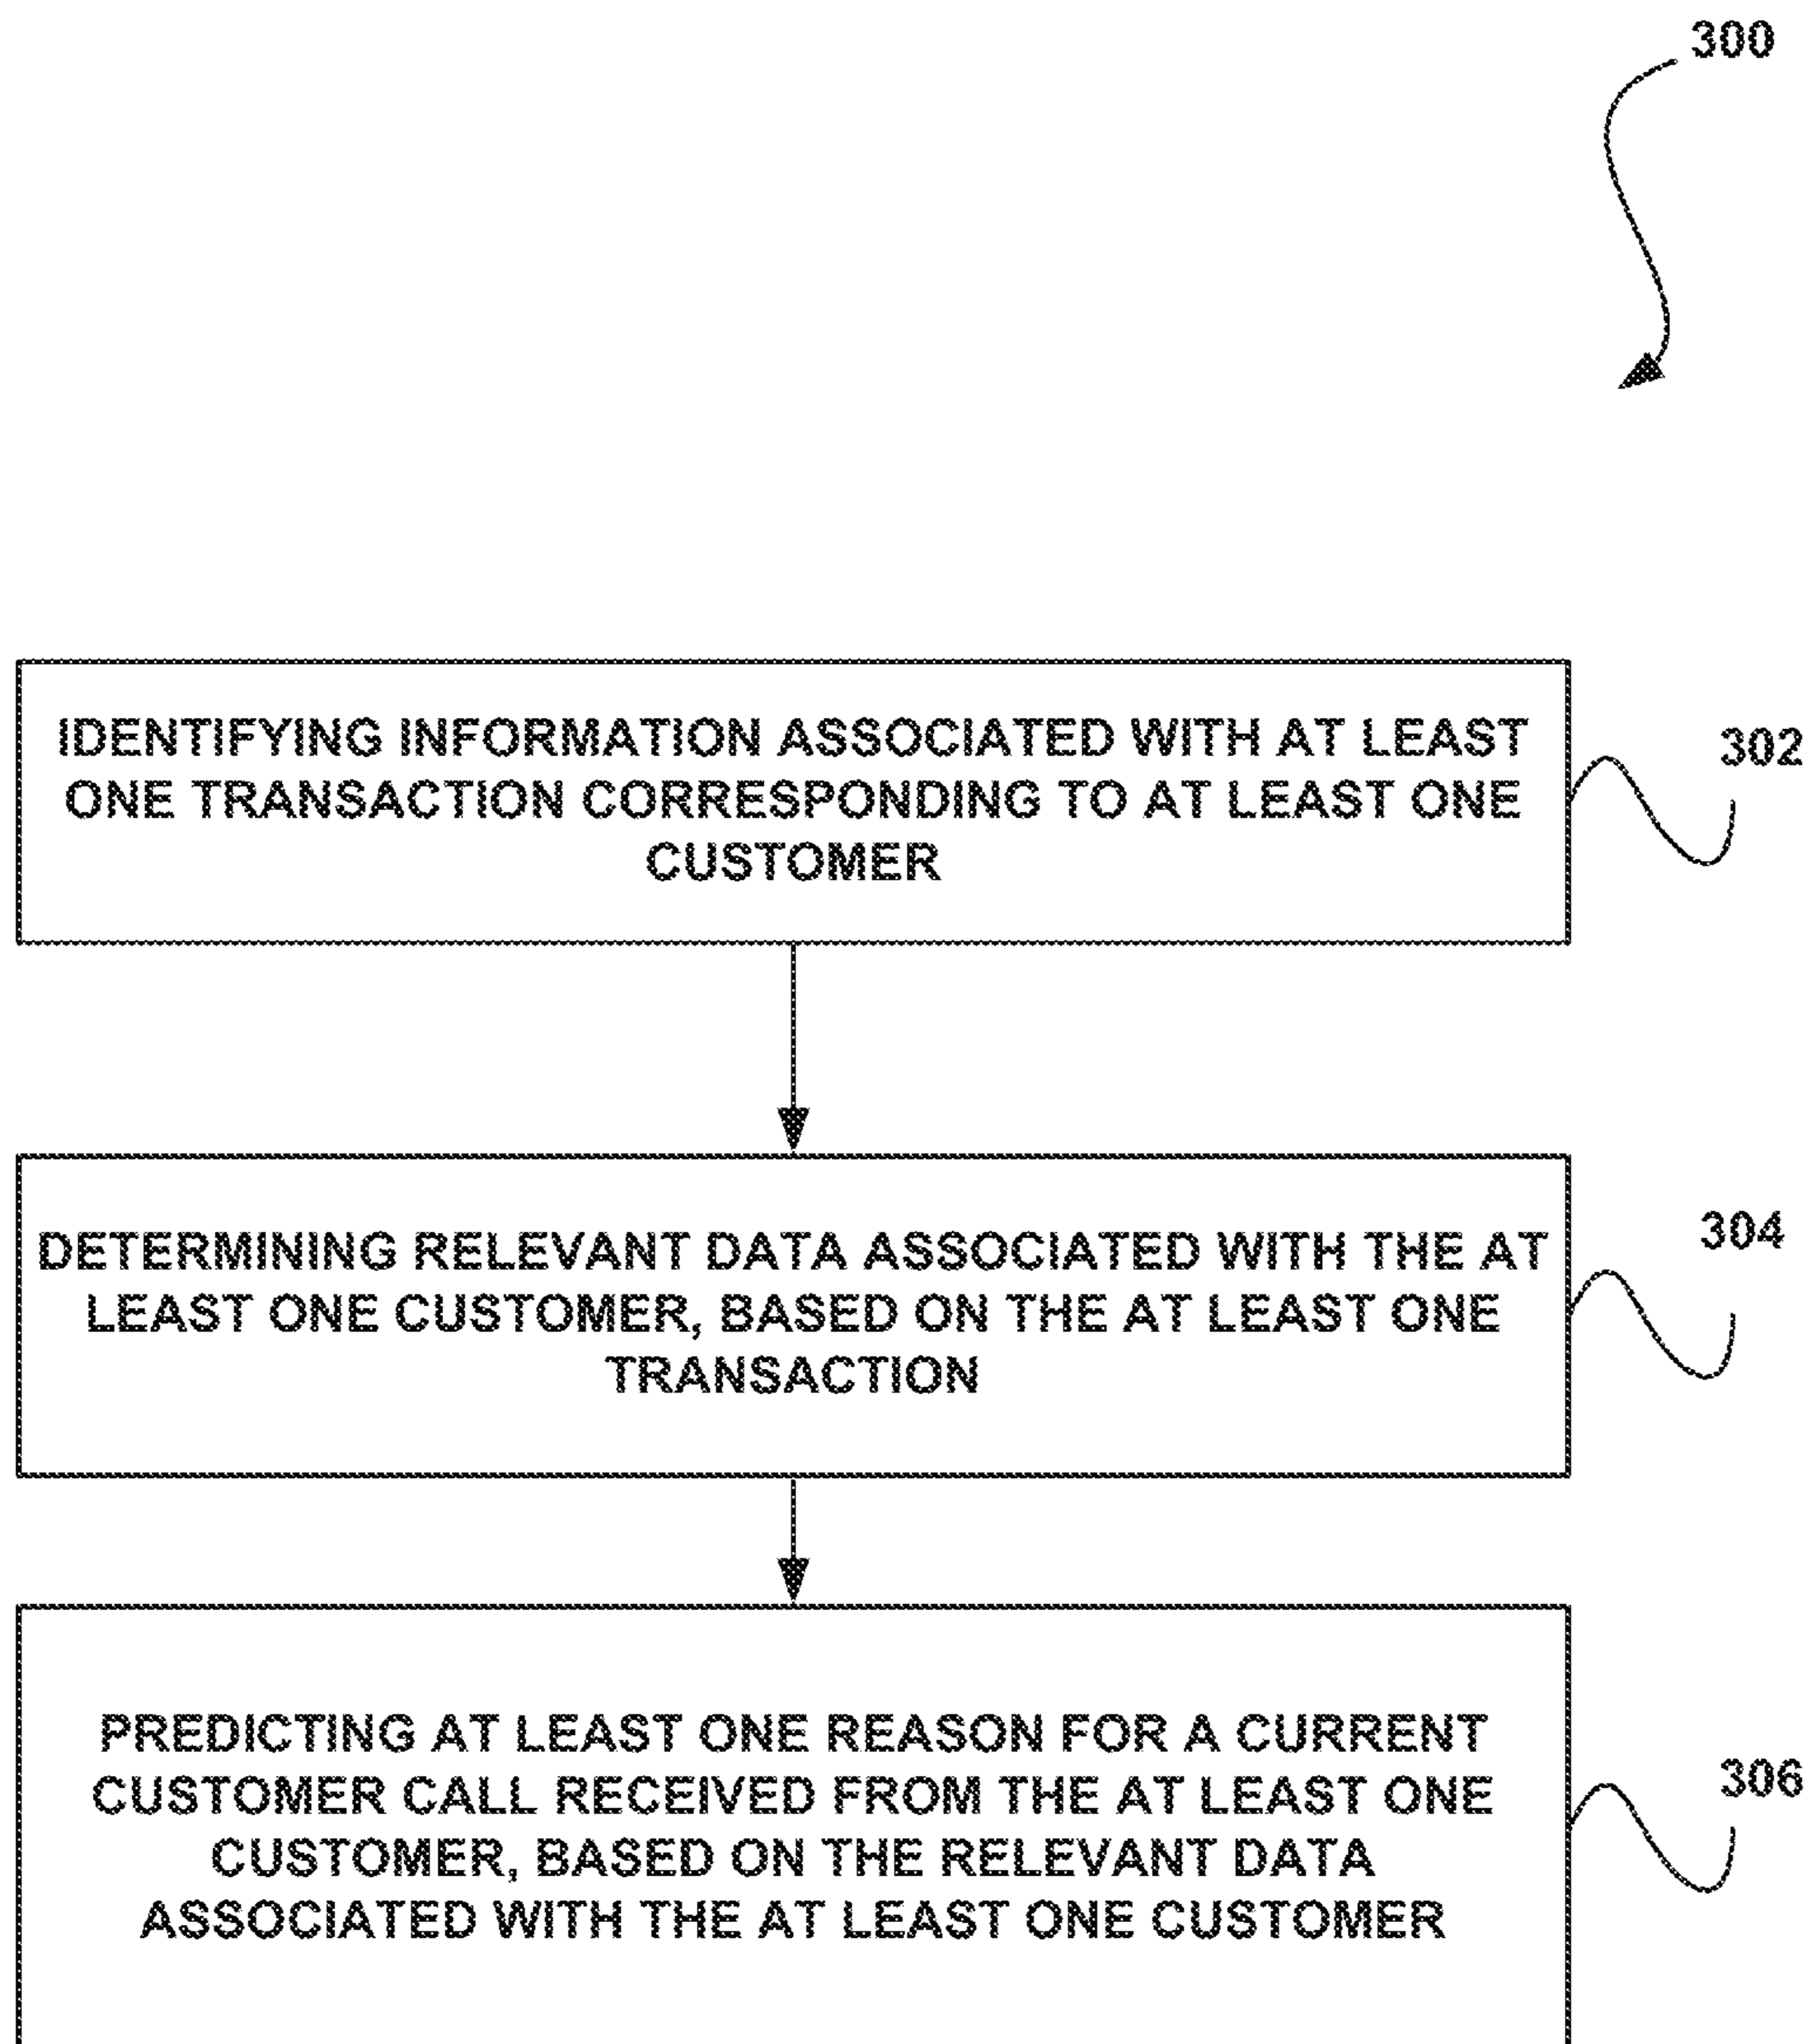 300
IDENTIFYING INFORMATION ASSOCIATED WITH AT LEAST
ONE TRANSACTION CORRESPONDING TO AT LEAST ONE
CUSTOMER
302
DETERMINING RELEVANT DATA ASSOCIATED WITH THE AT
LEAST ONE CUSTOMER, BASED ON THE AT LEAST ONE
TRANSACTION
304
PREDICTING AT LEAST ONE REASON FOR A CURRENT
CUSTOMER CALL RECEIVED FROM THE AT LEAST ONE
CUSTOMER, BASED ON THE RELEVANT DATA
ASSOCIATED WITH THE AT LEAST ONE CUSTOMER
306